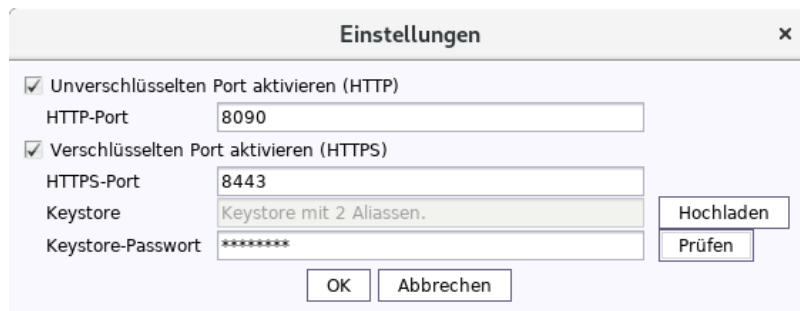 Einstellungen ×
Unverschlüsselten Port aktivieren (HTTP)
HTTP-Port 8090
Verschlüsselten Port aktivieren (HTTPS)
HTTPS-Port 8443
Keystore Keystore mit 2 Aliassen. Hochladen
Keystore-Passwort ******** Prüfen
OK Abbrechen